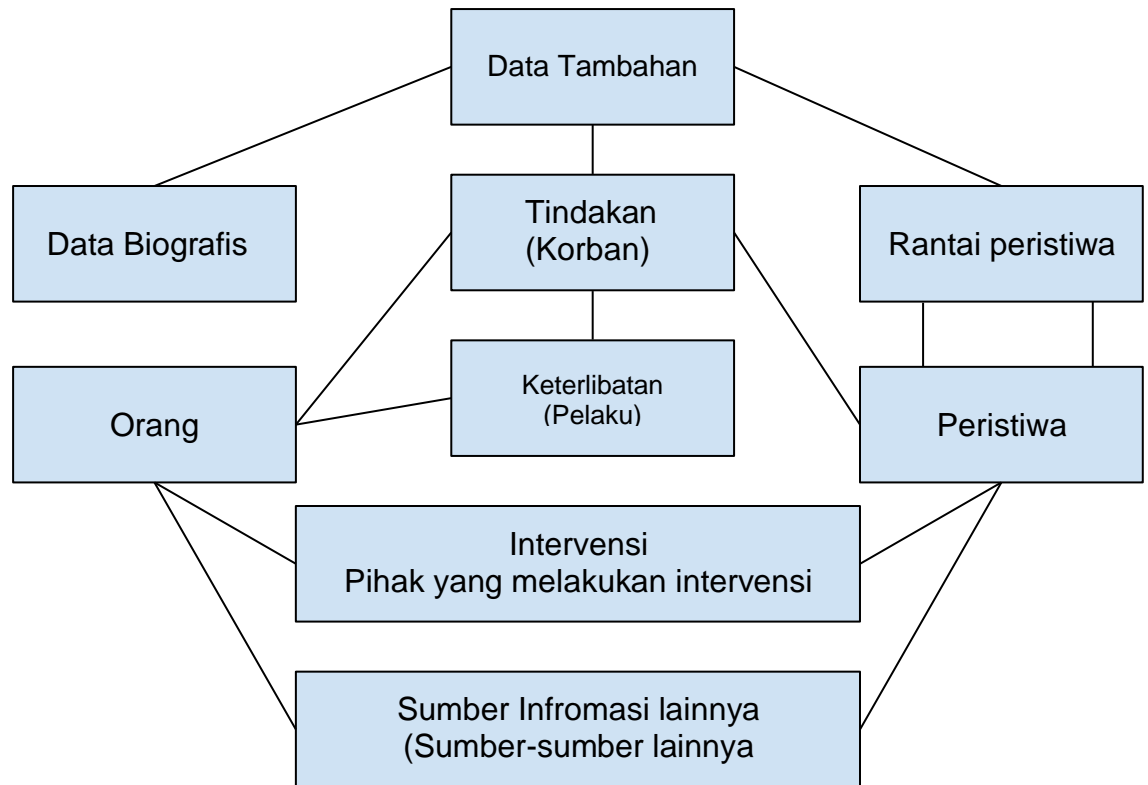 Data Tambahan
Data Biografis
Tindakan
(Korban)
Rantai peristiwa
Orang
Keterlibatan
(Pelaku)
Peristiwa
Intervensi
Pihak yang melakukan intervensi
Sumber Infromasi lainnya
(Sumber-sumber lainnya